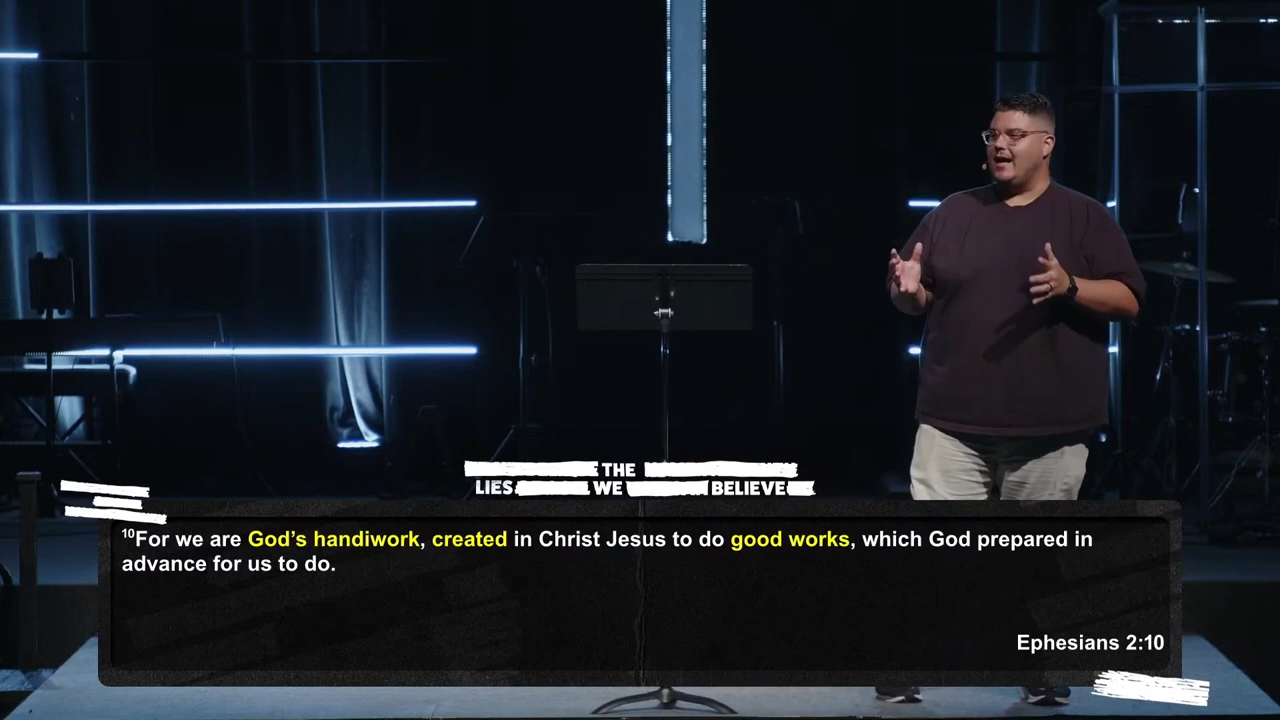 THE
LIES WE BELIEVE
¹⁰For we are God’s handiwork, created in Christ Jesus to do good works, which God prepared in
advance for us to do.
Ephesians 2:10